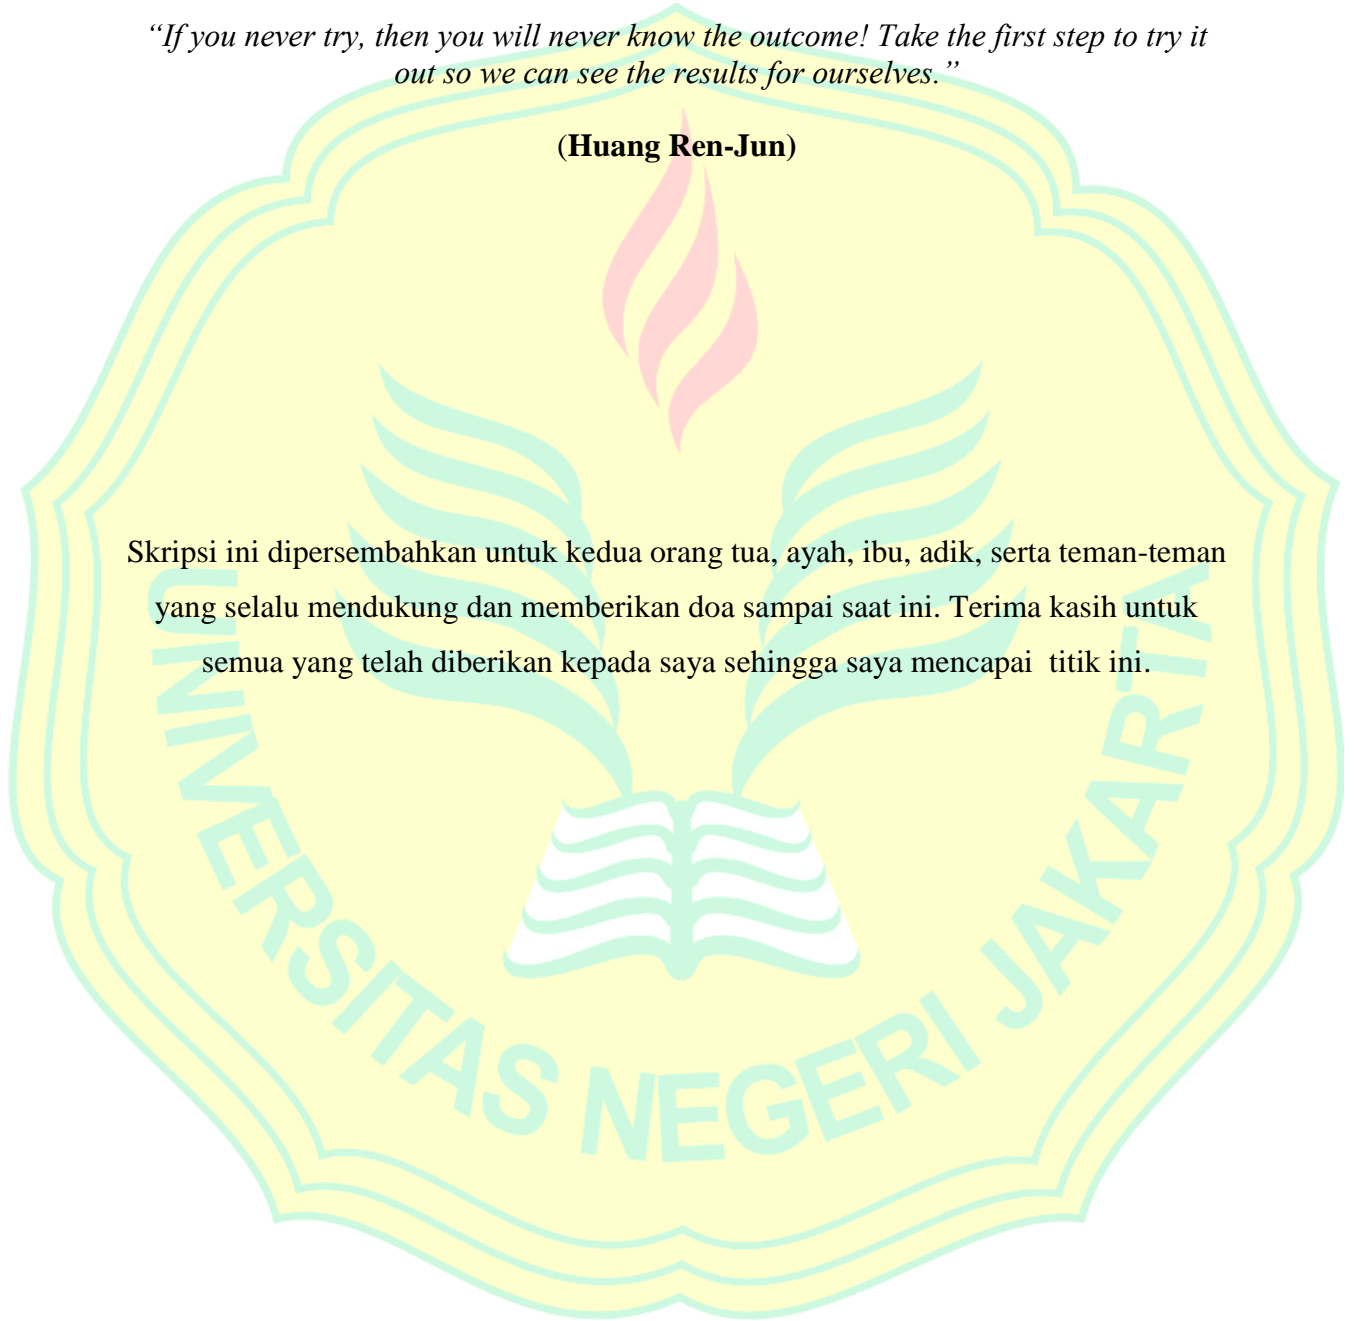 “If you never try, then you will never know the outcome! Take the first step to try it
out so we can see the results for ourselves.”
(Huang Ren-Jun)
Skripsi ini dipersembahkan untuk kedua orang tua, ayah, ibu, adik, serta teman-teman
yang selalu mendukung dan memberikan doa sampai saat ini. Terima kasih untuk
semua yang telah diberikan kepada saya sehingga saya mencapai  titik ini.
UNIVERSITAS NEGERI JAKARTA